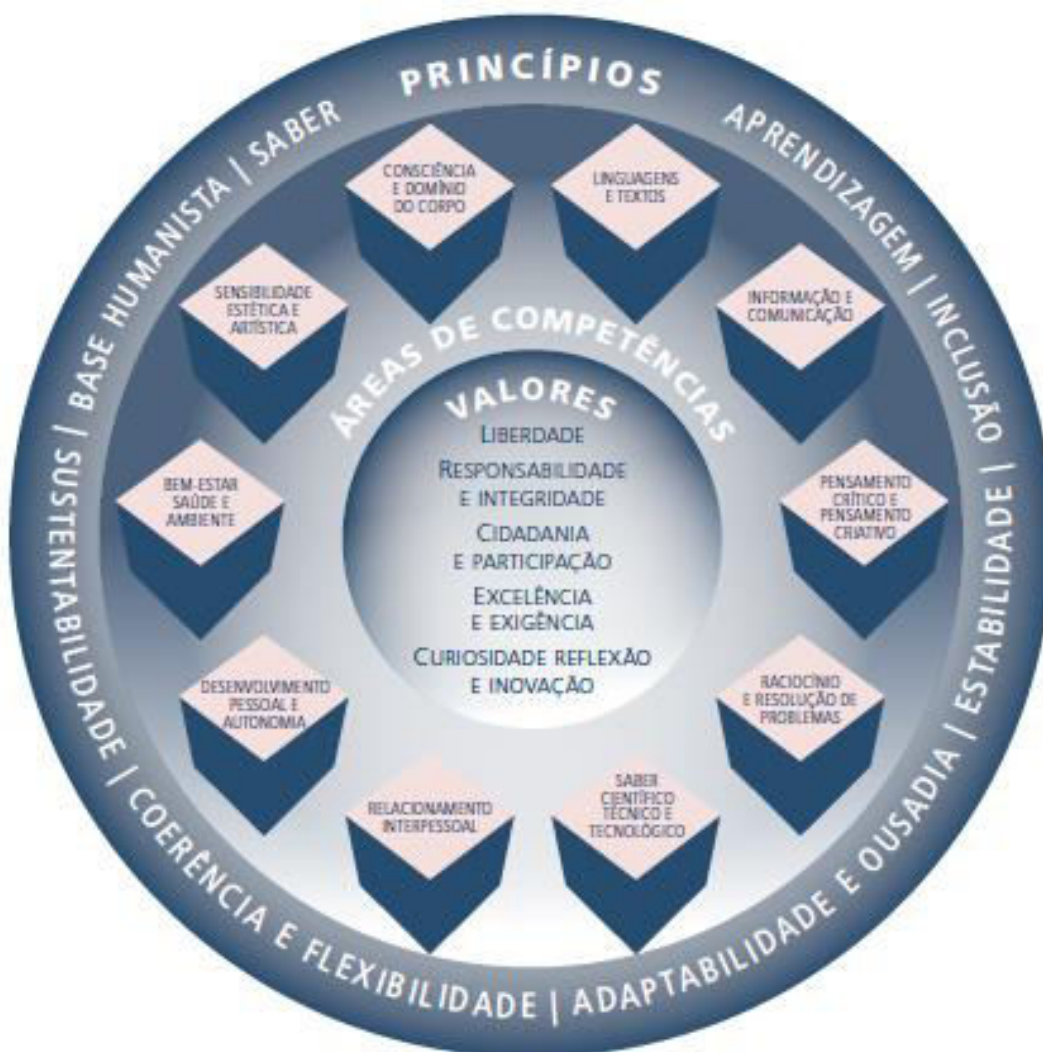 PRINCÍPIOS
APRENDIZAGEM | INCLUSÃO | ESTABILIDADE | ADAPTABILIDADE E OUSADIA | COERÊNCIA E FLEXIBILIDADE | SUSTENTABILIDADE | BASE HUMANISTA | SABER
ÁREAS DE COMPETÊNCIAS
LINGUAGENS
E TEXTOS
INFORMAÇÃO E
COMUNICAÇÃO
PENSAMENTO
CRÍTICO E
PENSAMENTO
CRIATIVO
RACIOCÍNIO
E RESOLUÇÃO DE
PROBLEMAS
SABER
CIENTÍFICO
TÉCNICO E
TECNOLÓGICO
RELACIONAMENTO
INTERPESSOAL
DESENVOLVIMENTO
PESSOAL E
AUTONOMIA
BEM-ESTAR
SAÚDE E
AMBIENTE
SENSIBILIDADE
ESTÉTICA E
ARTÍSTICA
CONSCIÊNCIA
E DOMÍNIO
DO CORPO
VALORES
LIBERDADE
RESPONSABILIDADE
E INTEGRIDADE
CIDADANIA
E PARTICIPAÇÃO
EXCELÊNCIA
E EXIGÊNCIA
CURIOSIDADE REFLEXÃO
E INOVAÇÃO